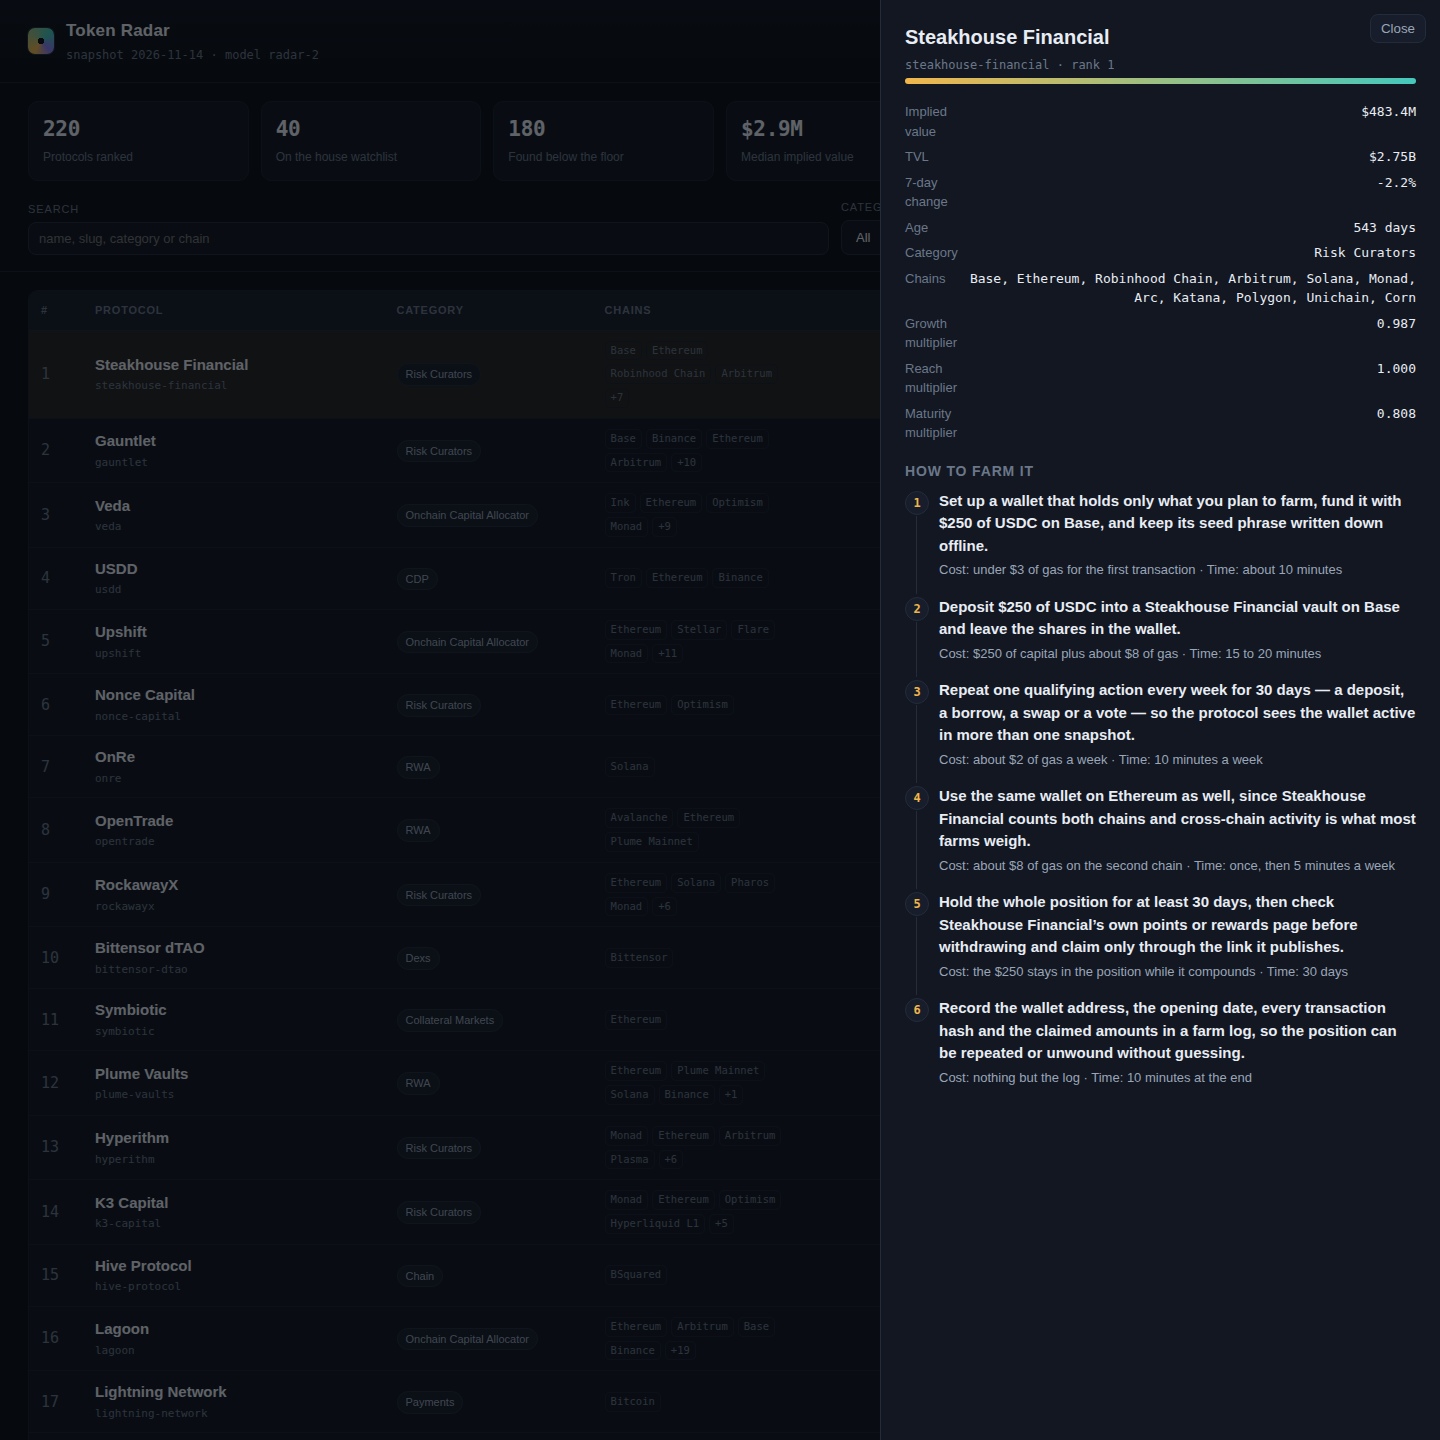 Token Radar
snapshot 2026-11-14 · model radar-2
220
Protocols ranked
40
On the house watchlist
180
Found below the floor
$2.9M
Median implied value
SEARCH
name, slug, category or chain
CATEG
All
# PROTOCOL CATEGORY CHAINS
1 Steakhouse Financial
steakhouse-financial
Risk Curators
Base Ethereum
Robinhood Chain Arbitrum
+7
2 Gauntlet
gauntlet
Risk Curators
Base Binance Ethereum
Arbitrum +10
3 Veda
veda
Onchain Capital Allocator
Ink Ethereum Optimism
Monad +9
4 USDD
usdd
CDP
Tron Ethereum Binance
5 Upshift
upshift
Onchain Capital Allocator
Ethereum Stellar Flare
Monad +11
6 Nonce Capital
nonce-capital
Risk Curators
Ethereum Optimism
7 OnRe
onre
RWA
Solana
8 OpenTrade
opentrade
RWA
Avalanche Ethereum
Plume Mainnet
9 RockawayX
rockawayx
Risk Curators
Ethereum Solana Pharos
Monad +6
10 Bittensor dTAO
bittensor-dtao
Dexs
Bittensor
11 Symbiotic
symbiotic
Collateral Markets
Ethereum
12 Plume Vaults
plume-vaults
RWA
Ethereum Plume Mainnet
Solana Binance +1
13 Hyperithm
hyperithm
Risk Curators
Monad Ethereum Arbitrum
Plasma +6
14 K3 Capital
k3-capital
Risk Curators
Monad Ethereum Optimism
Hyperliquid L1 +5
15 Hive Protocol
hive-protocol
Chain
BSquared
16 Lagoon
lagoon
Onchain Capital Allocator
Ethereum Arbitrum Base
Binance +19
17 Lightning Network
lightning-network
Payments
Bitcoin
Steakhouse Financial
Close
steakhouse-financial · rank 1
Implied
value
$483.4M
TVL $2.75B
7-day
change
-2.2%
Age 543 days
Category Risk Curators
Chains Base, Ethereum, Robinhood Chain, Arbitrum, Solana, Monad,
Arc, Katana, Polygon, Unichain, Corn
Growth
multiplier
0.987
Reach
multiplier
1.000
Maturity
multiplier
0.808
HOW TO FARM IT
1 Set up a wallet that holds only what you plan to farm, fund it with
$250 of USDC on Base, and keep its seed phrase written down
offline.
Cost: under $3 of gas for the first transaction · Time: about 10 minutes
2 Deposit $250 of USDC into a Steakhouse Financial vault on Base
and leave the shares in the wallet.
Cost: $250 of capital plus about $8 of gas · Time: 15 to 20 minutes
3 Repeat one qualifying action every week for 30 days — a deposit,
a borrow, a swap or a vote — so the protocol sees the wallet active
in more than one snapshot.
Cost: about $2 of gas a week · Time: 10 minutes a week
4 Use the same wallet on Ethereum as well, since Steakhouse
Financial counts both chains and cross-chain activity is what most
farms weigh.
Cost: about $8 of gas on the second chain · Time: once, then 5 minutes a week
5 Hold the whole position for at least 30 days, then check
Steakhouse Financial’s own points or rewards page before
withdrawing and claim only through the link it publishes.
Cost: the $250 stays in the position while it compounds · Time: 30 days
6 Record the wallet address, the opening date, every transaction
hash and the claimed amounts in a farm log, so the position can
be repeated or unwound without guessing.
Cost: nothing but the log · Time: 10 minutes at the end